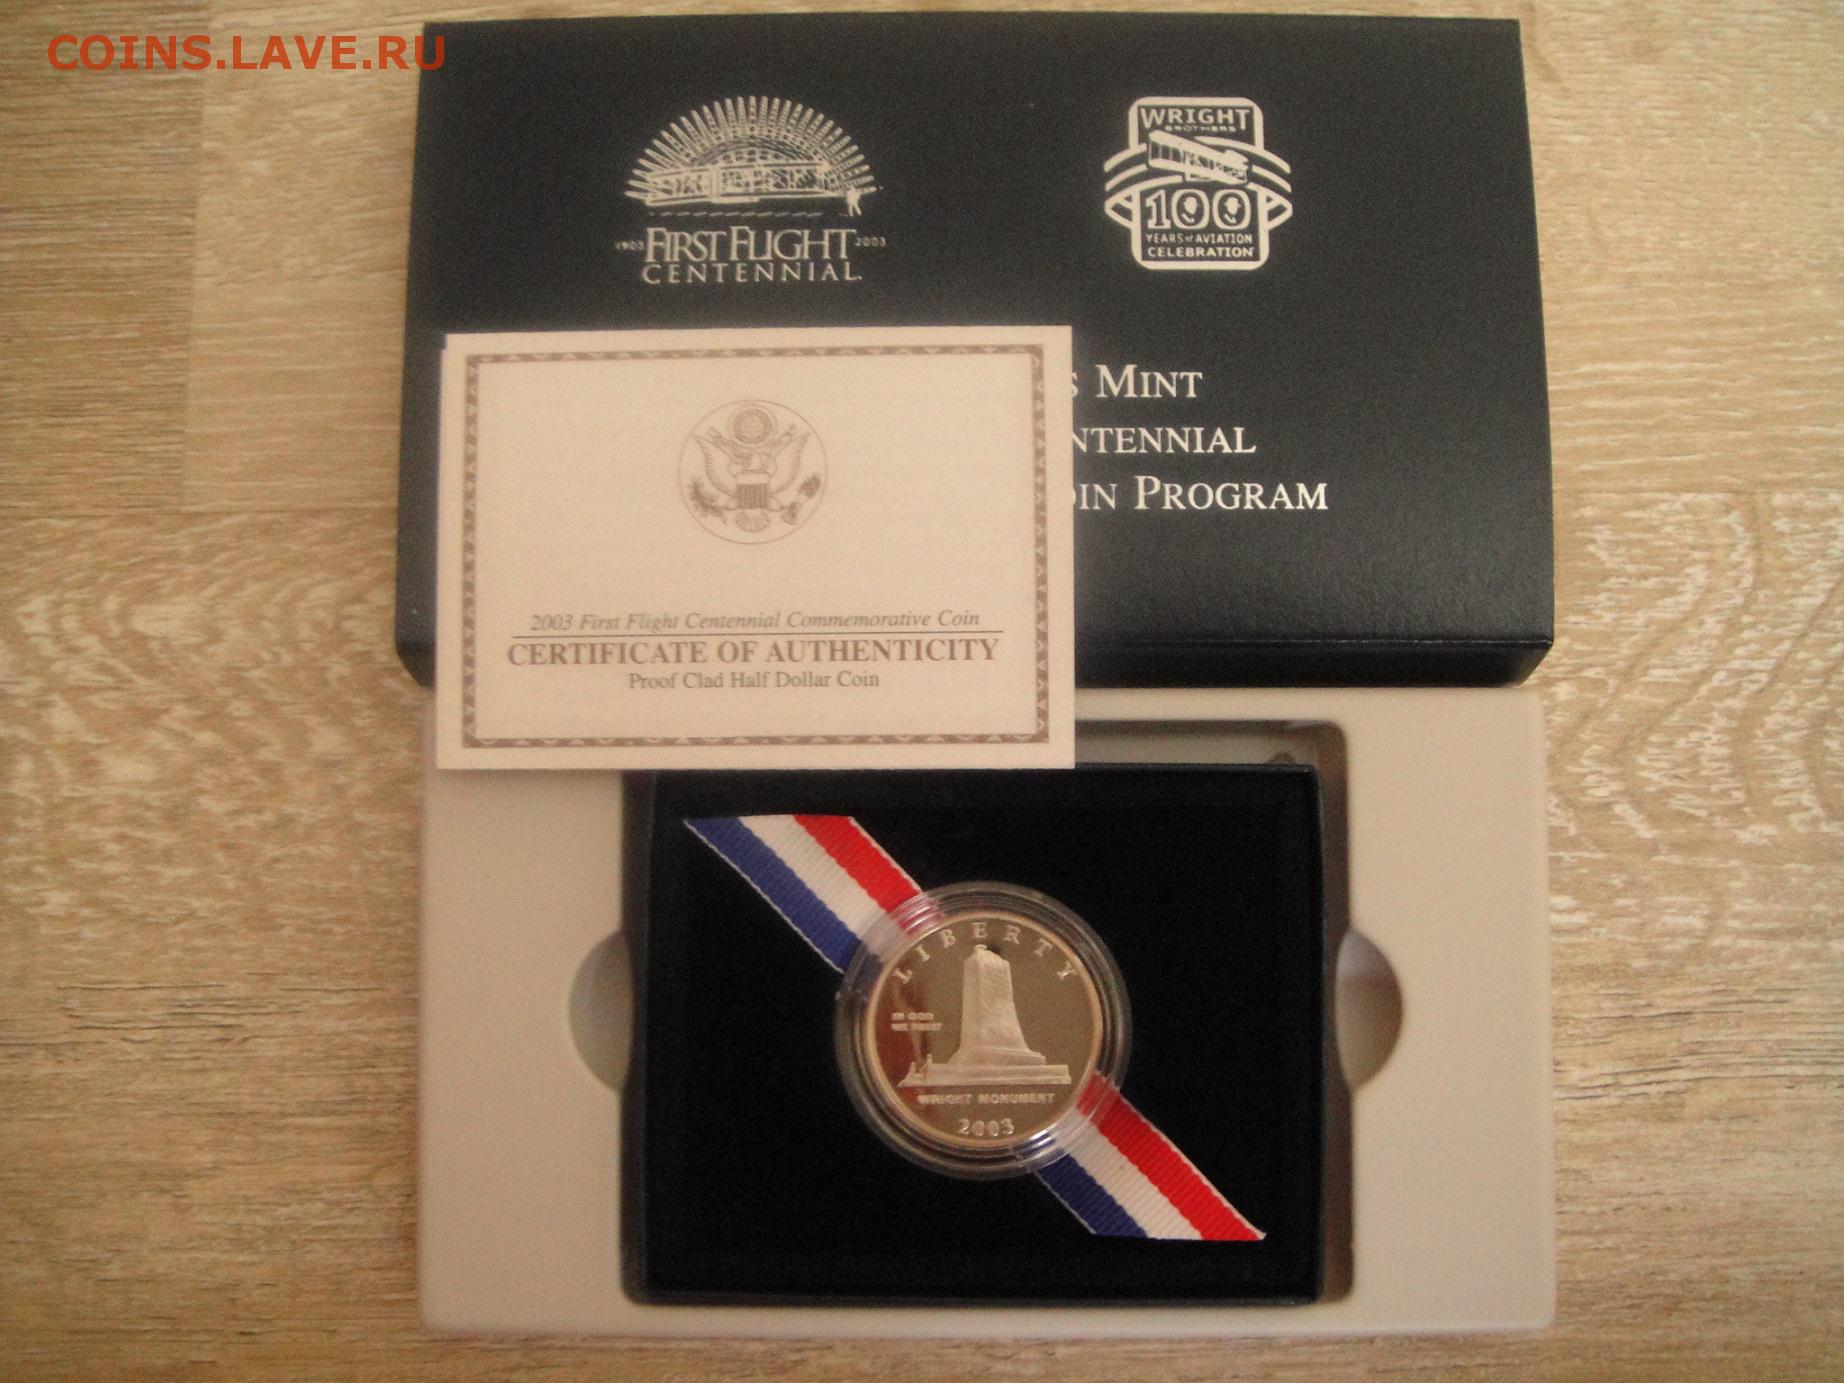 COINS.LAVE.RU
1903 FIRST FLIGHT 2003
CENTENNIAL
WRIGHT
BROTHERS
100
YEARS of AVIATION
CELEBRATION
S MINT
NTENNIAL
OIN PROGRAM
2003 First Flight Centennial Commemorative Coin
CERTIFICATE OF AUTHENTICITY
Proof Clad Half Dollar Coin
LIBERTY
IN GOD
WE TRUST
WRIGHT MONUMENT
2003